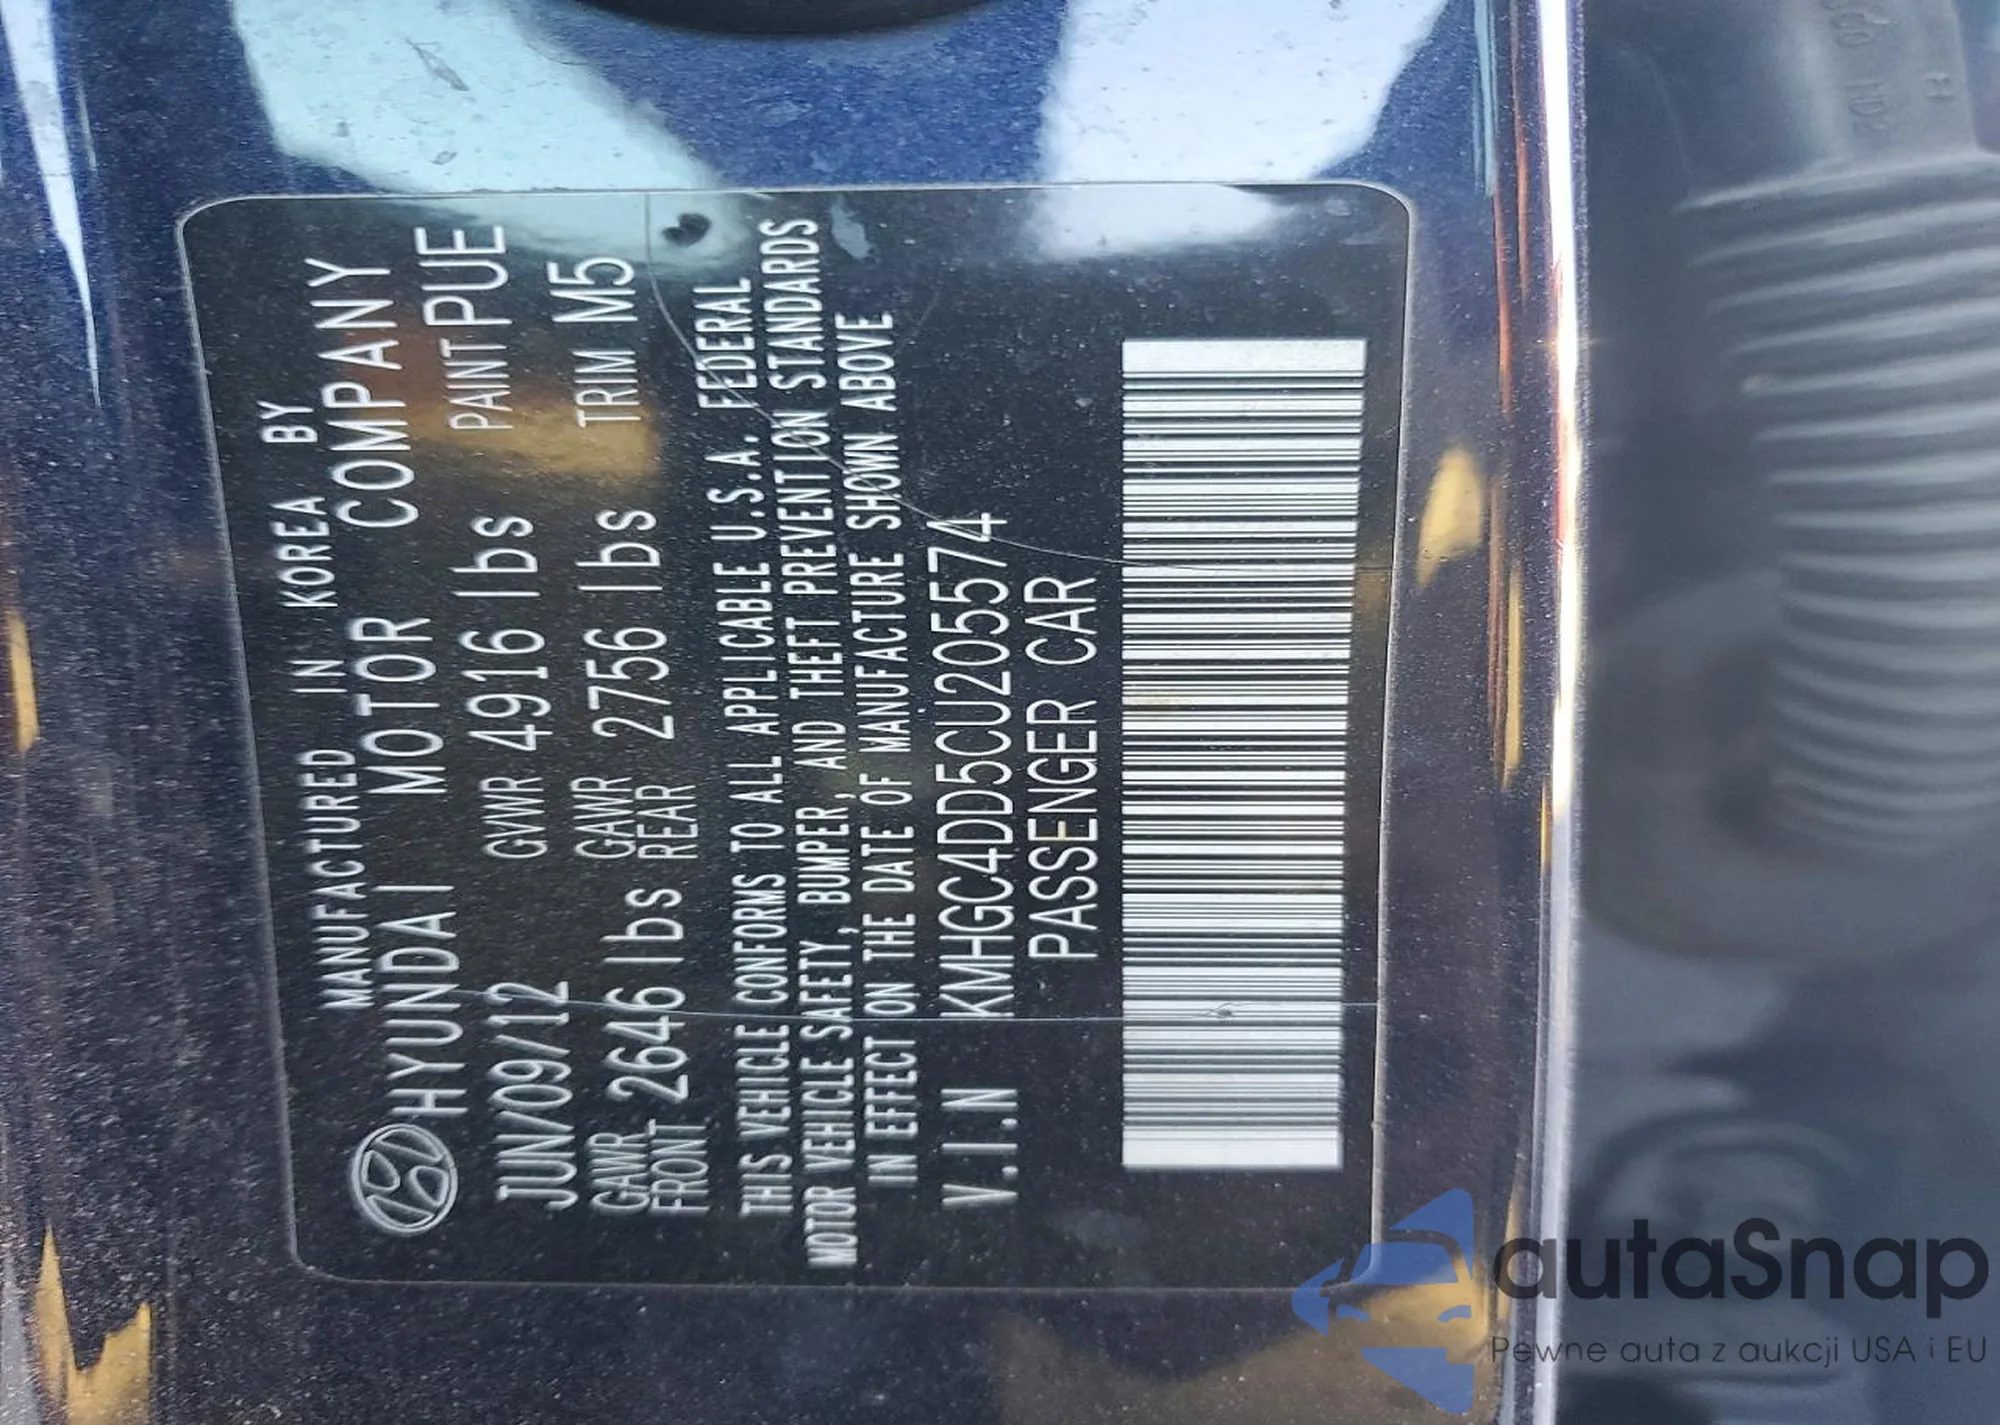 MANUFACTURED IN KOREA BY
HYUNDAI MOTOR COMPANY
JUN/09/12 GVWR 4916 lbs PAINT PUE
GAWR FRONT 2646 lbs GAWR REAR 2756 lbs TRIM M5
THIS VEHICLE CONFORMS TO ALL APPLICABLE U.S.A. FEDERAL
MOTOR VEHICLE SAFETY, BUMPER, AND THEFT PREVENTION STANDARDS
IN EFFECT ON THE DATE OF MANUFACTURE SHOWN ABOVE
V.I.N KMHGC4DD5CU205574
PASSENGER CAR
autaSnap
Pewne auta z aukcji USA i EU